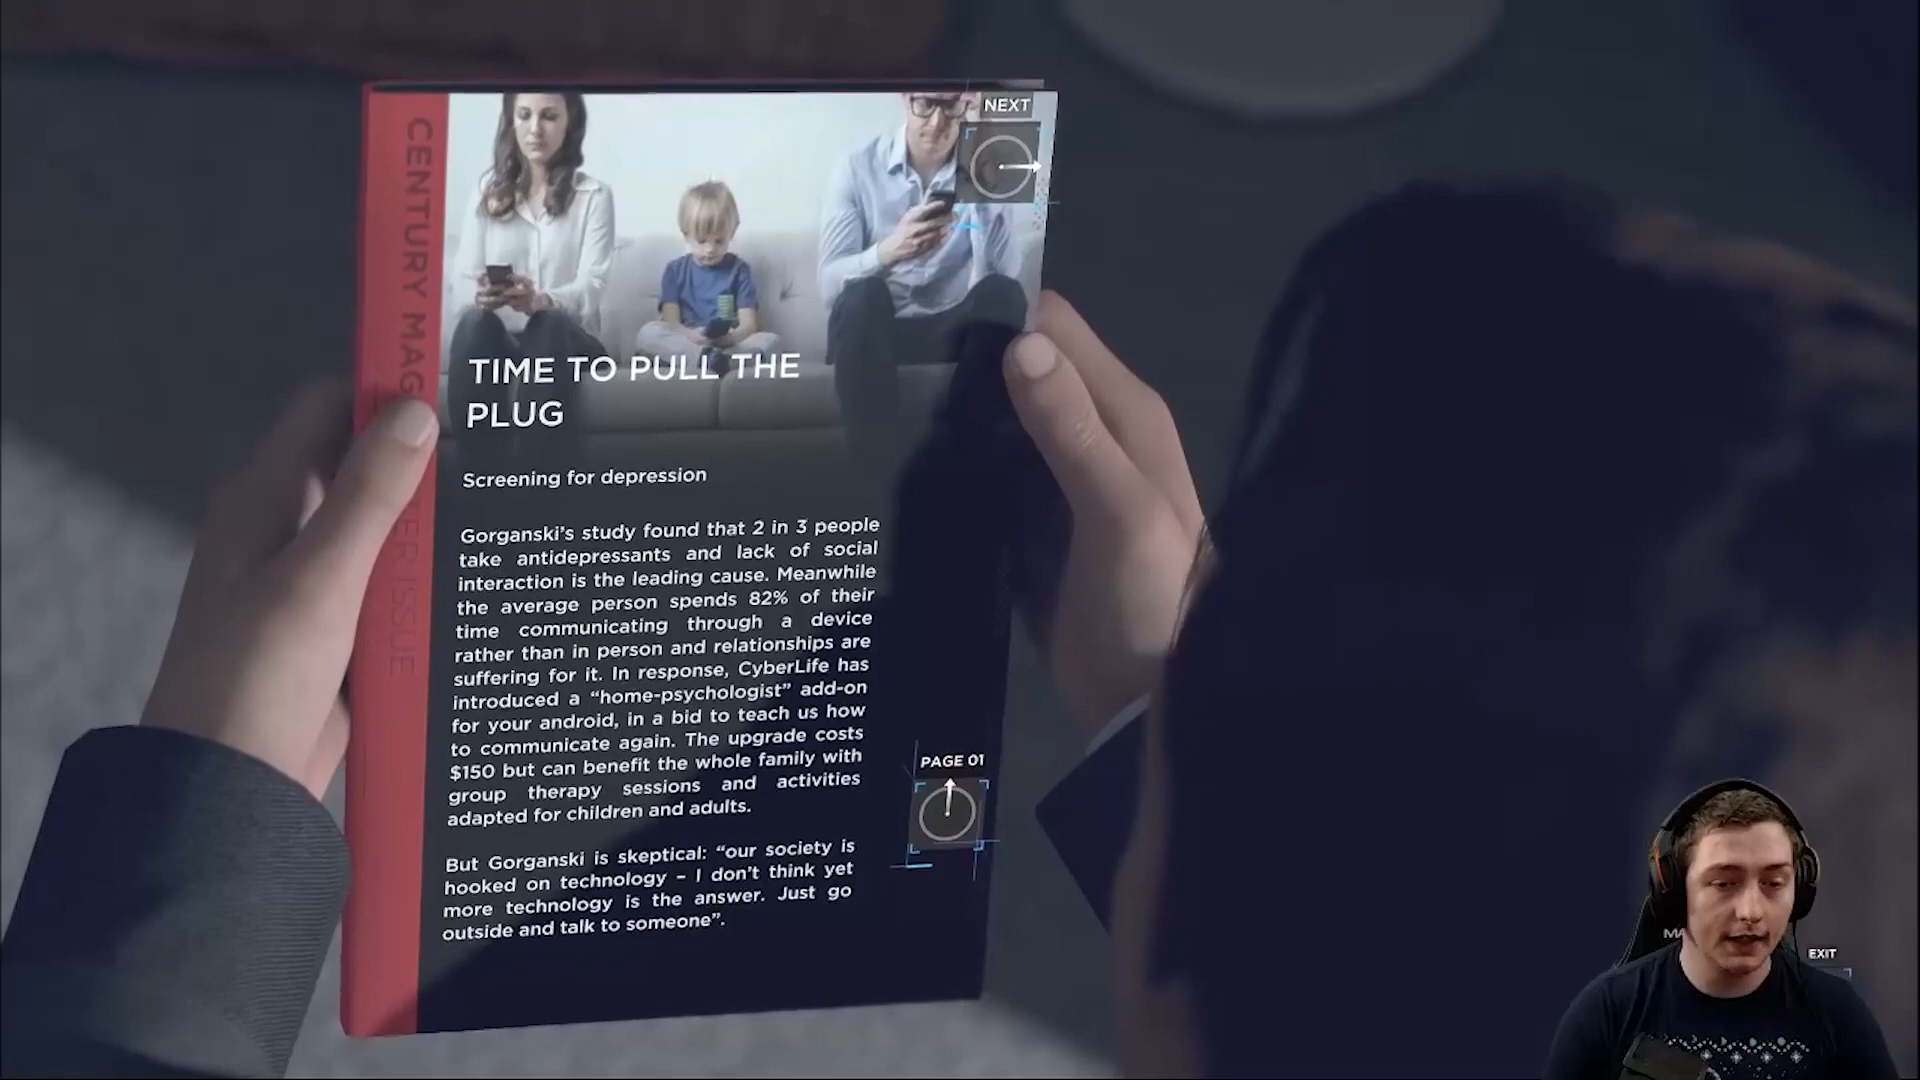 NEXT
CENTURY MAG
ER ISSUE
TIME TO PULL THE
PLUG
Screening for depression
Gorganski’s study found that 2 in 3 people
take antidepressants and lack of social
interaction is the leading cause. Meanwhile
the average person spends 82% of their
time communicating through a device
rather than in person and relationships are
suffering for it. In response, CyberLife has
introduced a “home-psychologist” add-on
for your android, in a bid to teach us how
to communicate again. The upgrade costs
$150 but can benefit the whole family with
group therapy sessions and activities
adapted for children and adults.
But Gorganski is skeptical: “our society is
hooked on technology – I don’t think yet
more technology is the answer. Just go
outside and talk to someone”.
PAGE 01
MA
EXIT